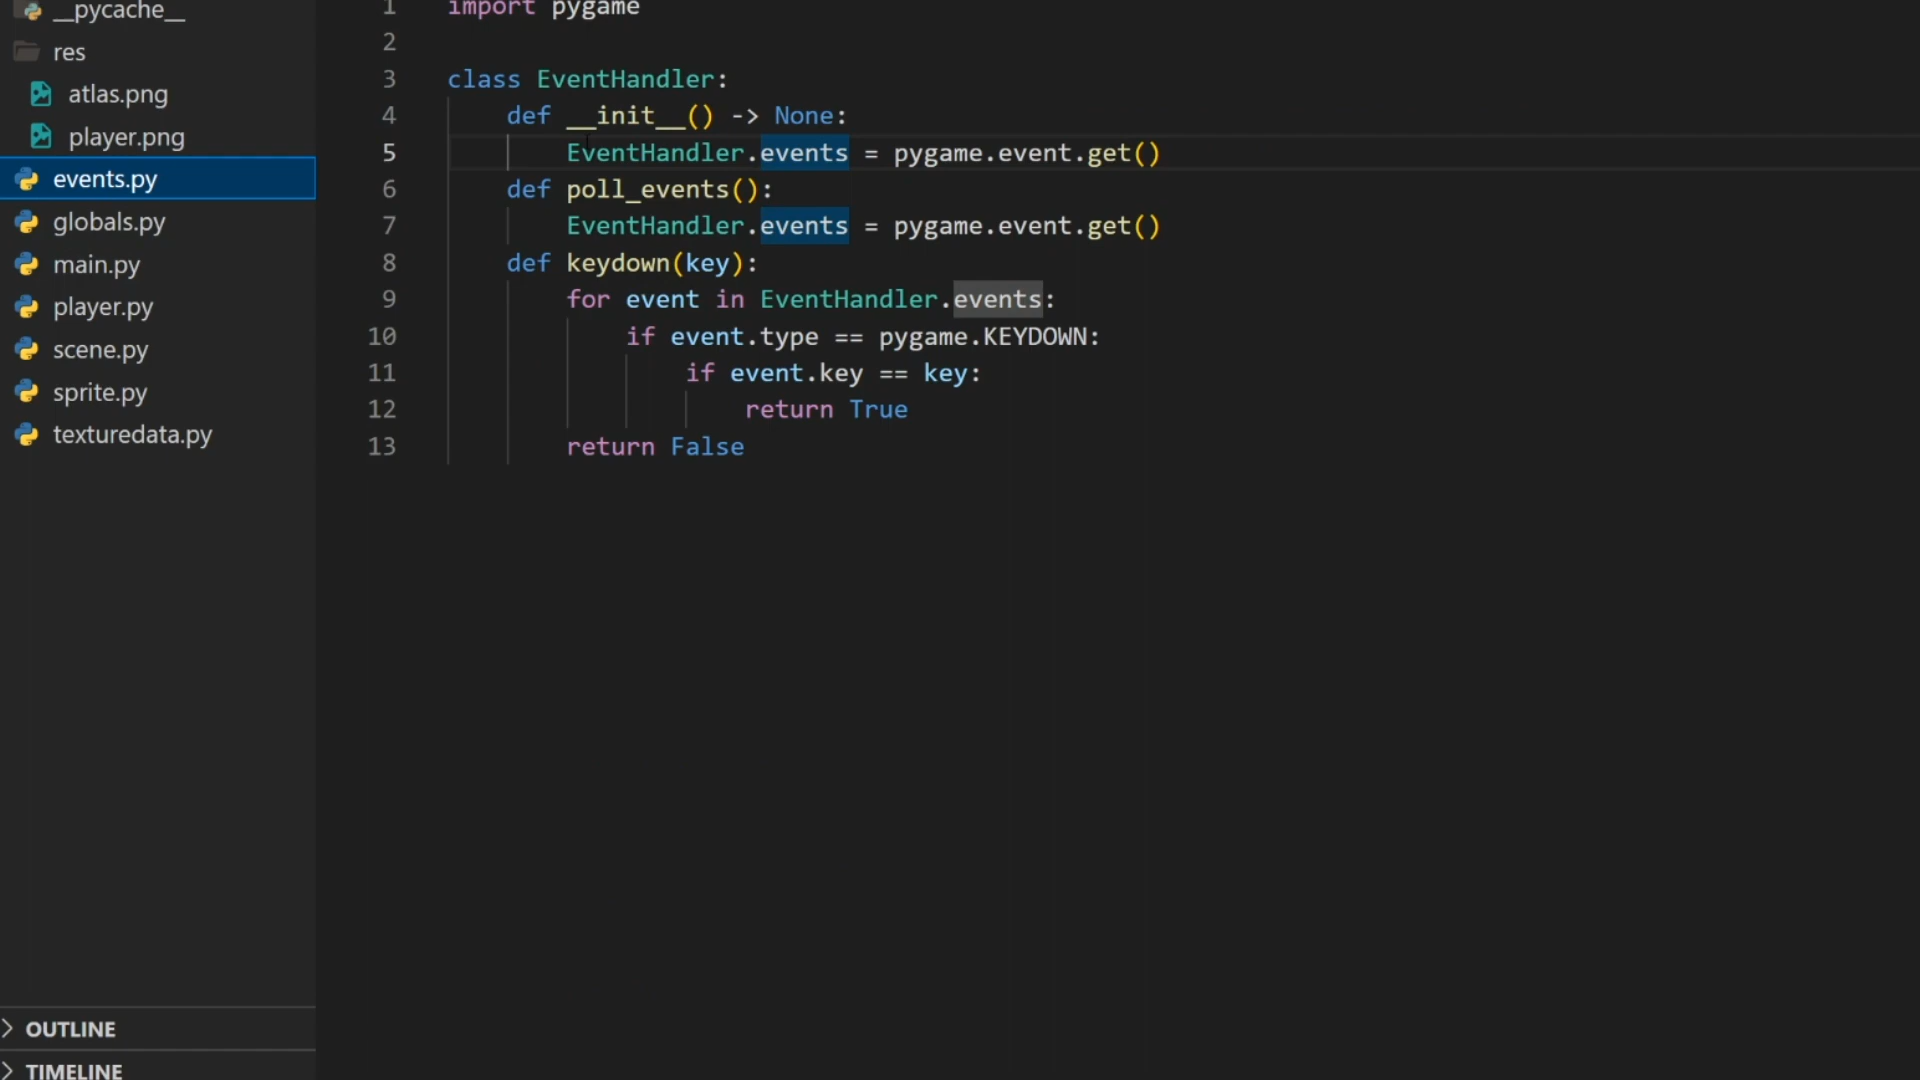 __pycache__
res
atlas.png
player.png
events.py
globals.py
main.py
player.py
scene.py
sprite.py
texturedata.py
OUTLINE
TIMELINE
1 import pygame
2
3 class EventHandler:
4     def __init__() -> None:
5         EventHandler.events = pygame.event.get()
6     def poll_events():
7         EventHandler.events = pygame.event.get()
8     def keydown(key):
9         for event in EventHandler.events:
10             if event.type == pygame.KEYDOWN:
11                 if event.key == key:
12                     return True
13         return False